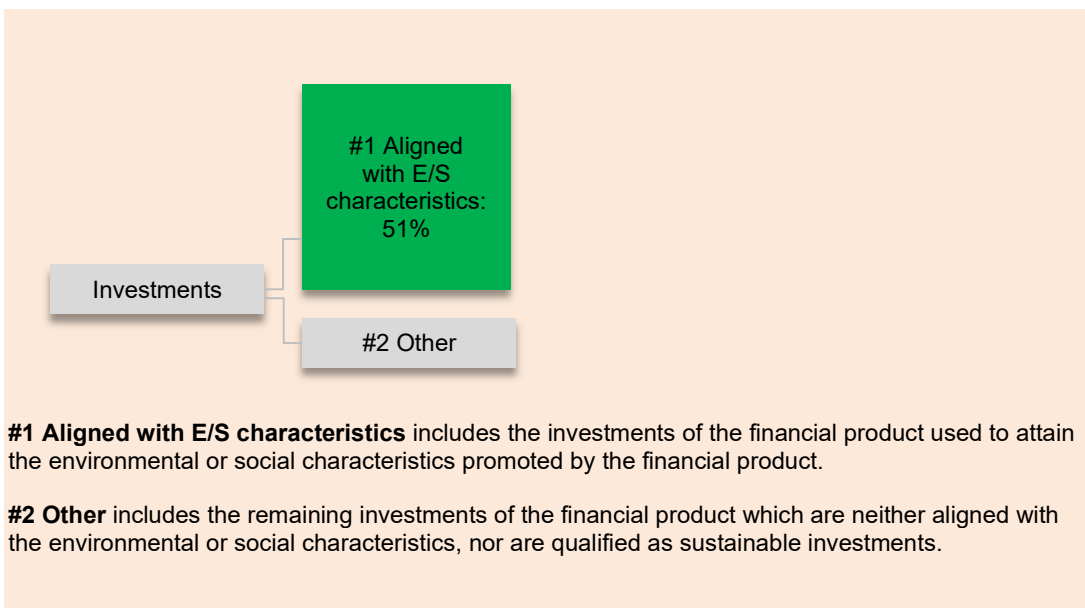 #1 Aligned
with E/S
characteristics:
51%
Investments
#2 Other
#1 Aligned with E/S characteristics includes the investments of the financial product used to attain
the environmental or social characteristics promoted by the financial product.
#2 Other includes the remaining investments of the financial product which are neither aligned with
the environmental or social characteristics, nor are qualified as sustainable investments.